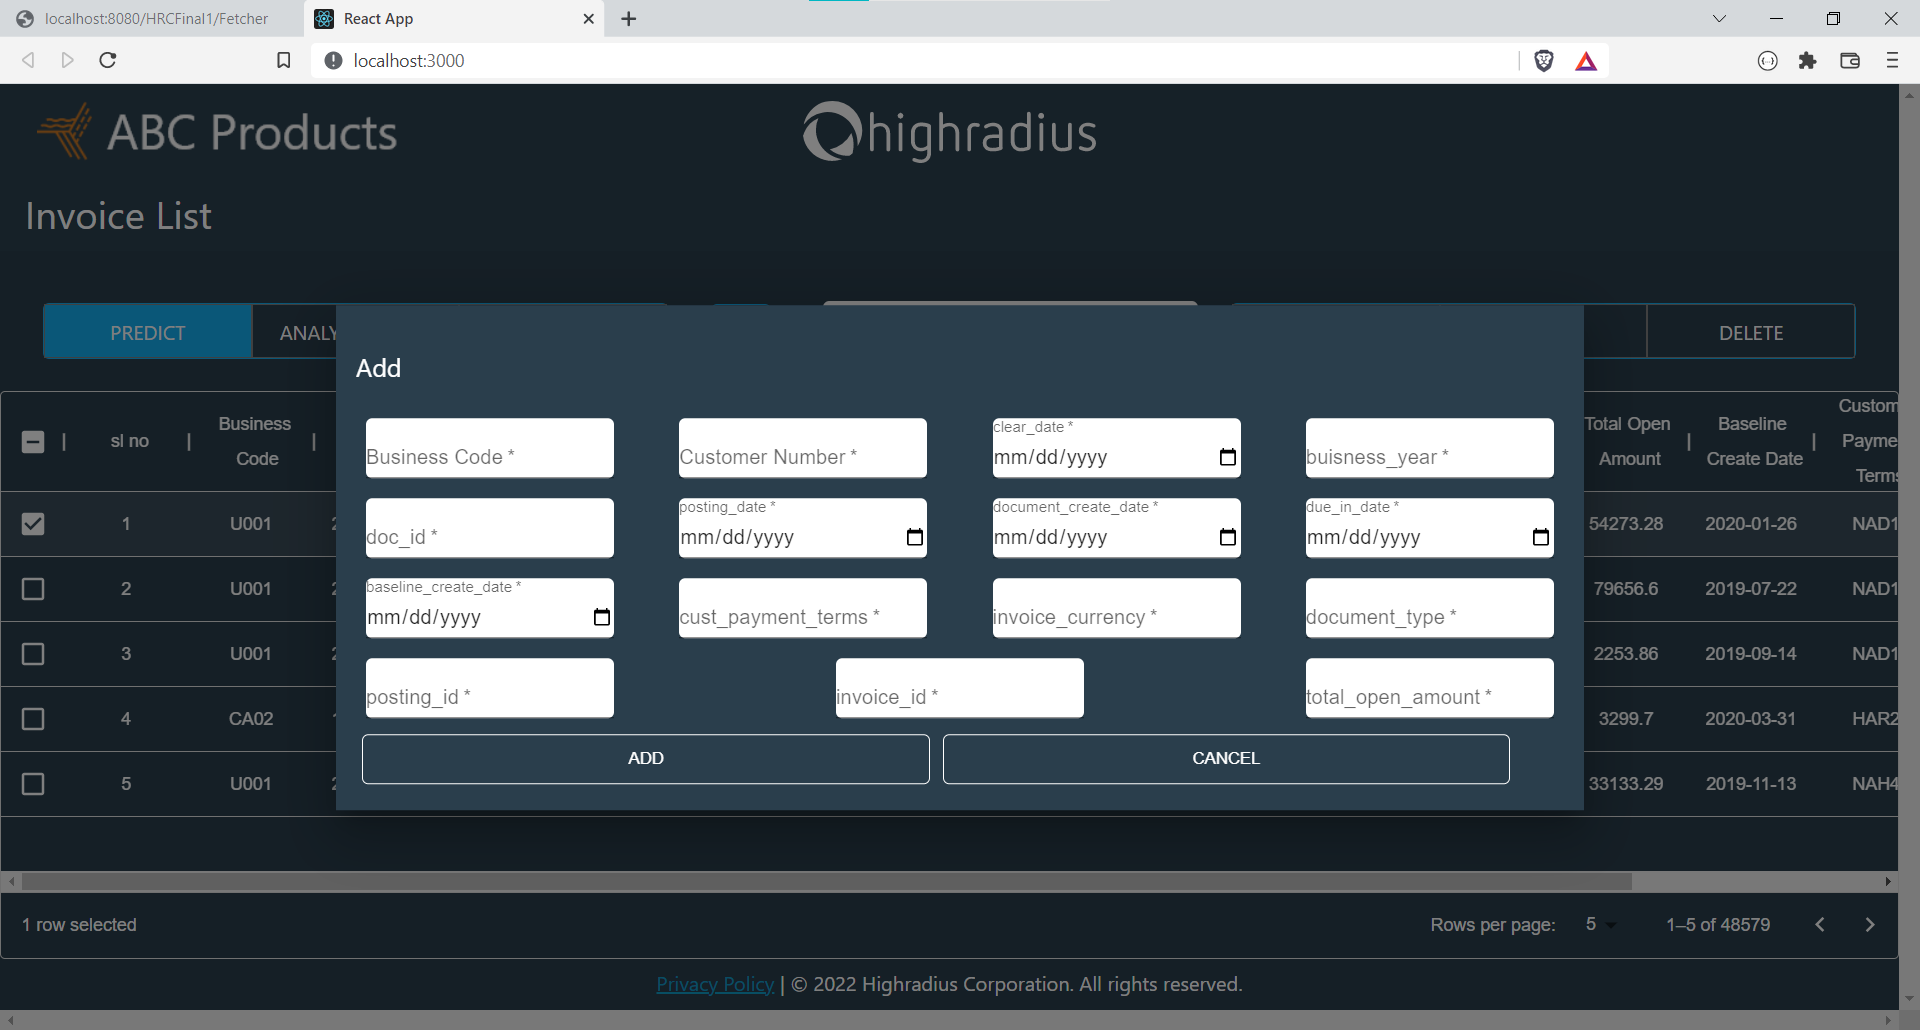 localhost:8080/HRCFinal1/Fetcher
React App
localhost:3000
ABC Products
highradius
Invoice List
PREDICT
ANALY
DELETE
Add
Business Code *
Customer Number *
clear_date *
mm/dd/yyyy
buisness_year *
doc_id *
posting_date *
mm/dd/yyyy
document_create_date *
mm/dd/yyyy
due_in_date *
mm/dd/yyyy
baseline_create_date *
mm/dd/yyyy
cust_payment_terms *
invoice_currency *
document_type *
posting_id *
invoice_id *
total_open_amount *
ADD
CANCEL
sl no
Business
Code
Total Open
Amount
Baseline
Create Date
Custom
Payme
Terms
1 U001 2 54273.28 2020-01-26 NAD1
2 U001 2 79656.6 2019-07-22 NAD1
3 U001 2 2253.86 2019-09-14 NAD1
4 CA02 1 3299.7 2020-03-31 HAR2
5 U001 2 33133.29 2019-11-13 NAH4
1 row selected
Rows per page: 5 1–5 of 48579
Privacy Policy | © 2022 Highradius Corporation. All rights reserved.